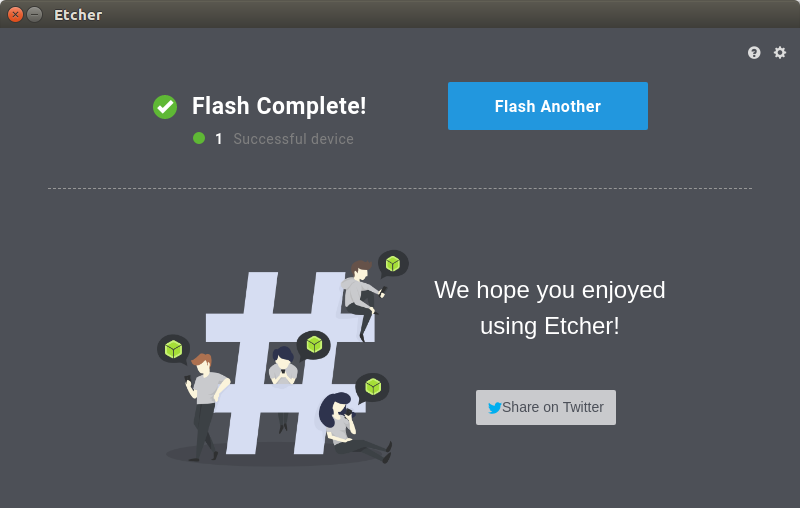 Etcher
Flash Complete!
1 Successful device
Flash Another
We hope you enjoyed
using Etcher!
Share on Twitter